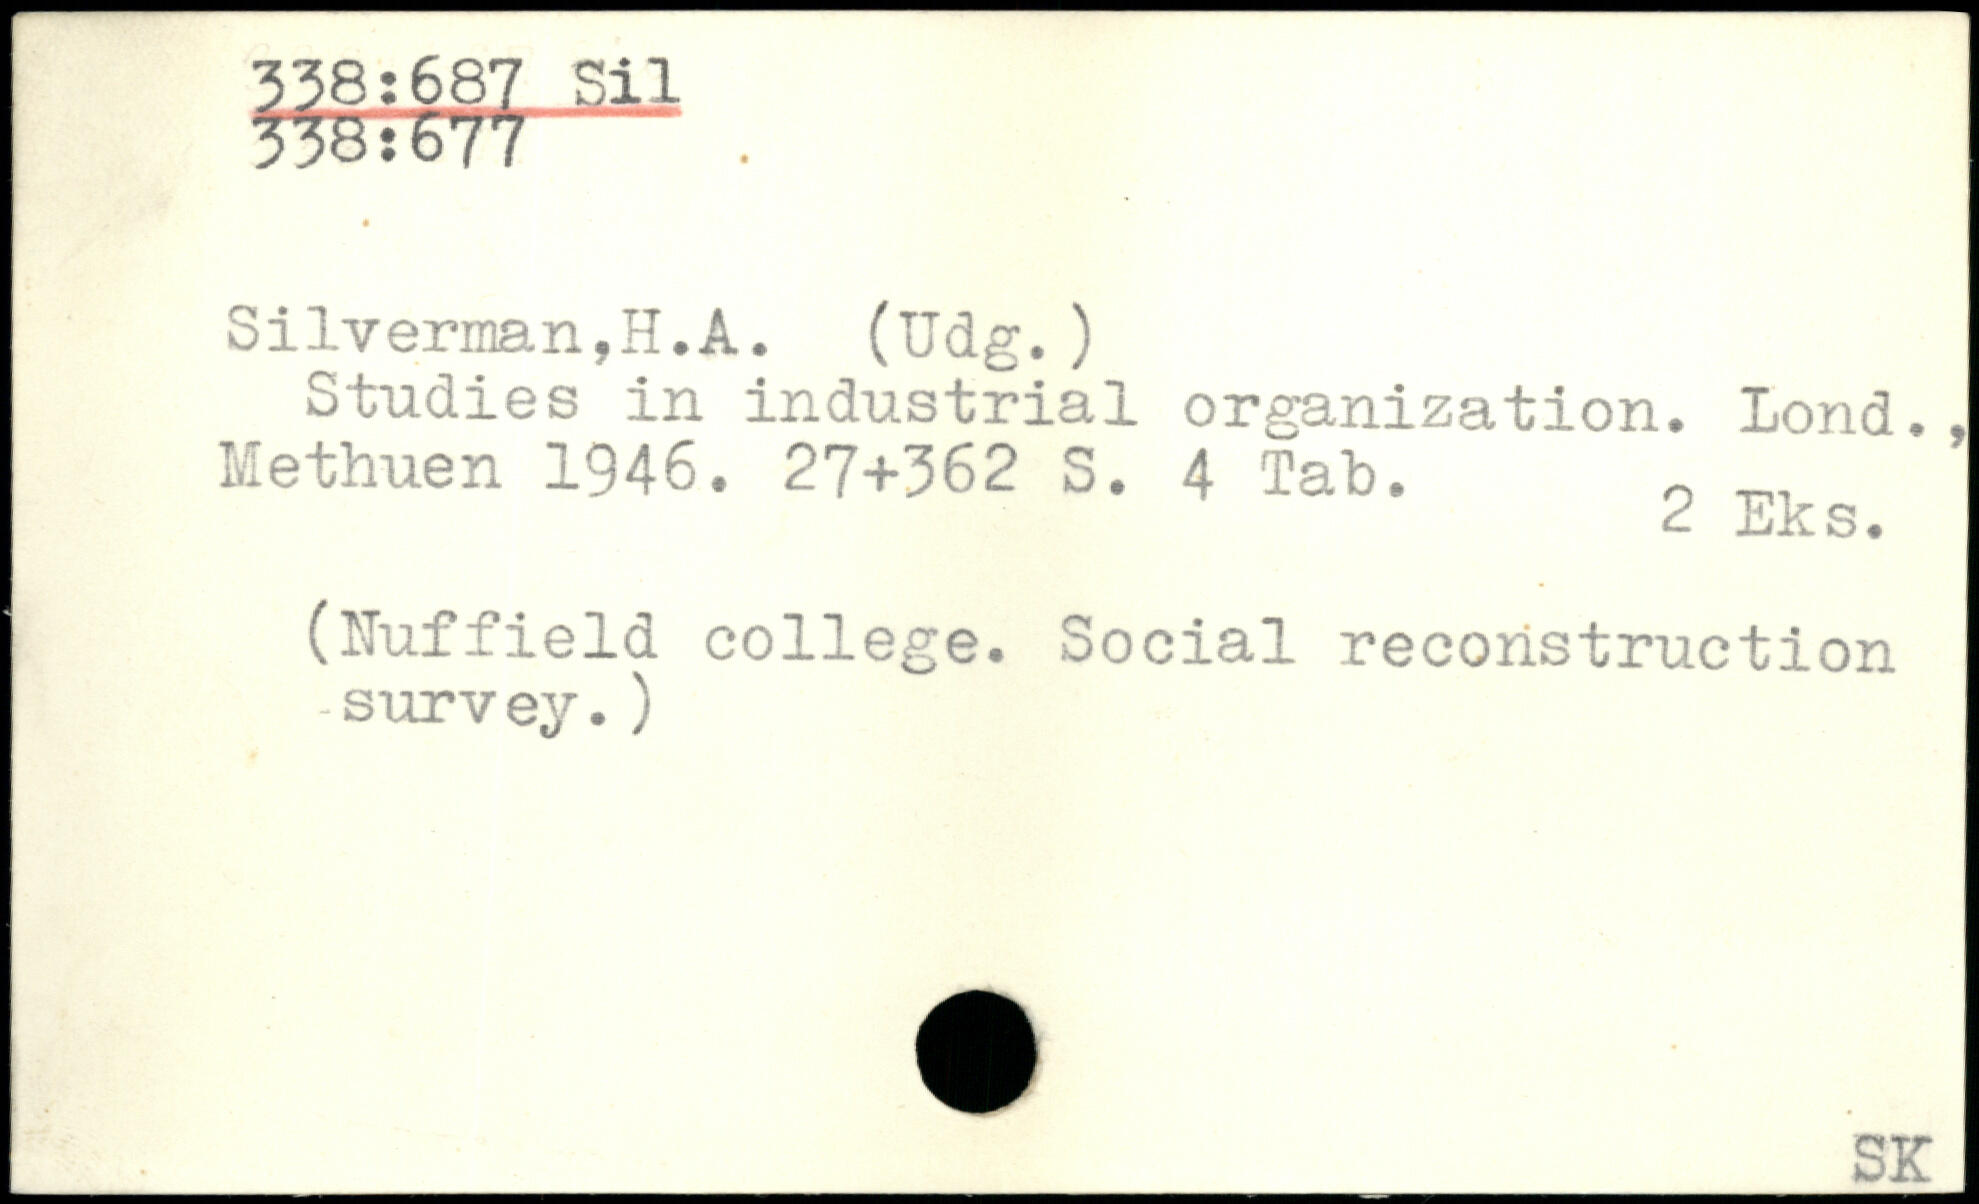 338:687 Sil
338:677
Silverman,H.A. (Udg.)
Studies in industrial organization. Lond.,
Methuen 1946. 27+362 S. 4 Tab.
2 Eks.
(Nuffield college. Social reconstruction
survey.)
SK